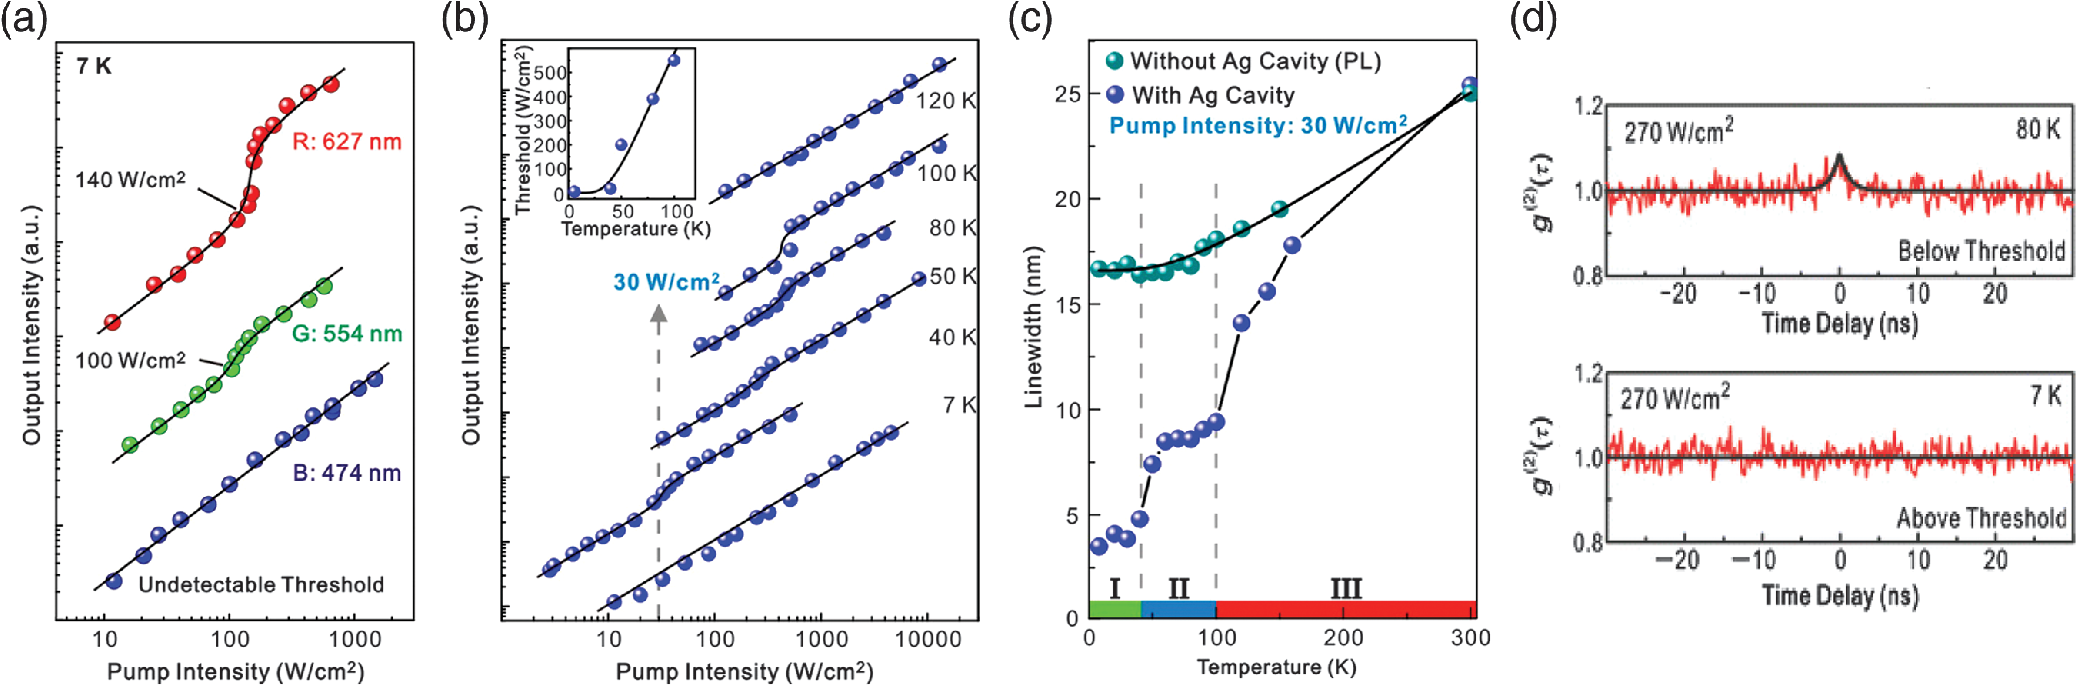 (a)
7 K
R: 627 nm
140 W/cm²
G: 554 nm
100 W/cm²
B: 474 nm
Undetectable Threshold
10 100 1000
Pump Intensity (W/cm²)
Output Intensity (a.u.)
(b)
Threshold (W/cm²)
500
400
300
200
100
0
0 50 100
Temperature (K)
120 K
100 K
80 K
50 K
40 K
7 K
30 W/cm²
10 100 1000 10000
Pump Intensity (W/cm²)
Output Intensity (a.u.)
(c)
Without Ag Cavity (PL)
With Ag Cavity
Pump Intensity: 30 W/cm²
25
20
15
10
5
0
I II III
0 100 200 300
Temperature (K)
Linewidth (nm)
(d)
1.2
1.0
0.8
270 W/cm² 80 K
Below Threshold
g⁽²⁾(τ)
−20 −10 0 10 20
Time Delay (ns)
1.2
1.0
0.8
270 W/cm² 7 K
Above Threshold
g⁽²⁾(τ)
−20 −10 0 10 20
Time Delay (ns)